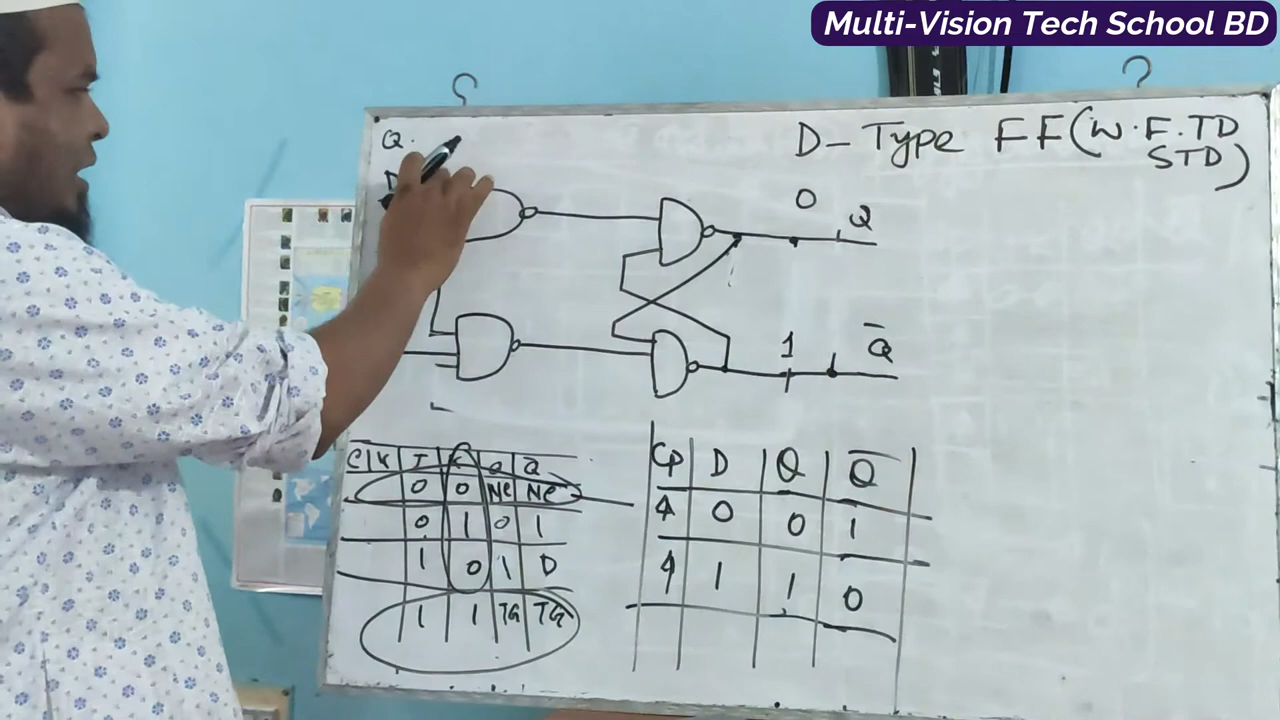 Multi-Vision Tech School BD
Q.
D- Type FF(W.F.TD
STD)
D
0
Q
1
Q̅
CLK J K Q Q̅
0 0 NC NC
0 1 0 1
1 0 1 0
1 1 TG TG
CP D Q Q̅
0 0 1
1 1 0